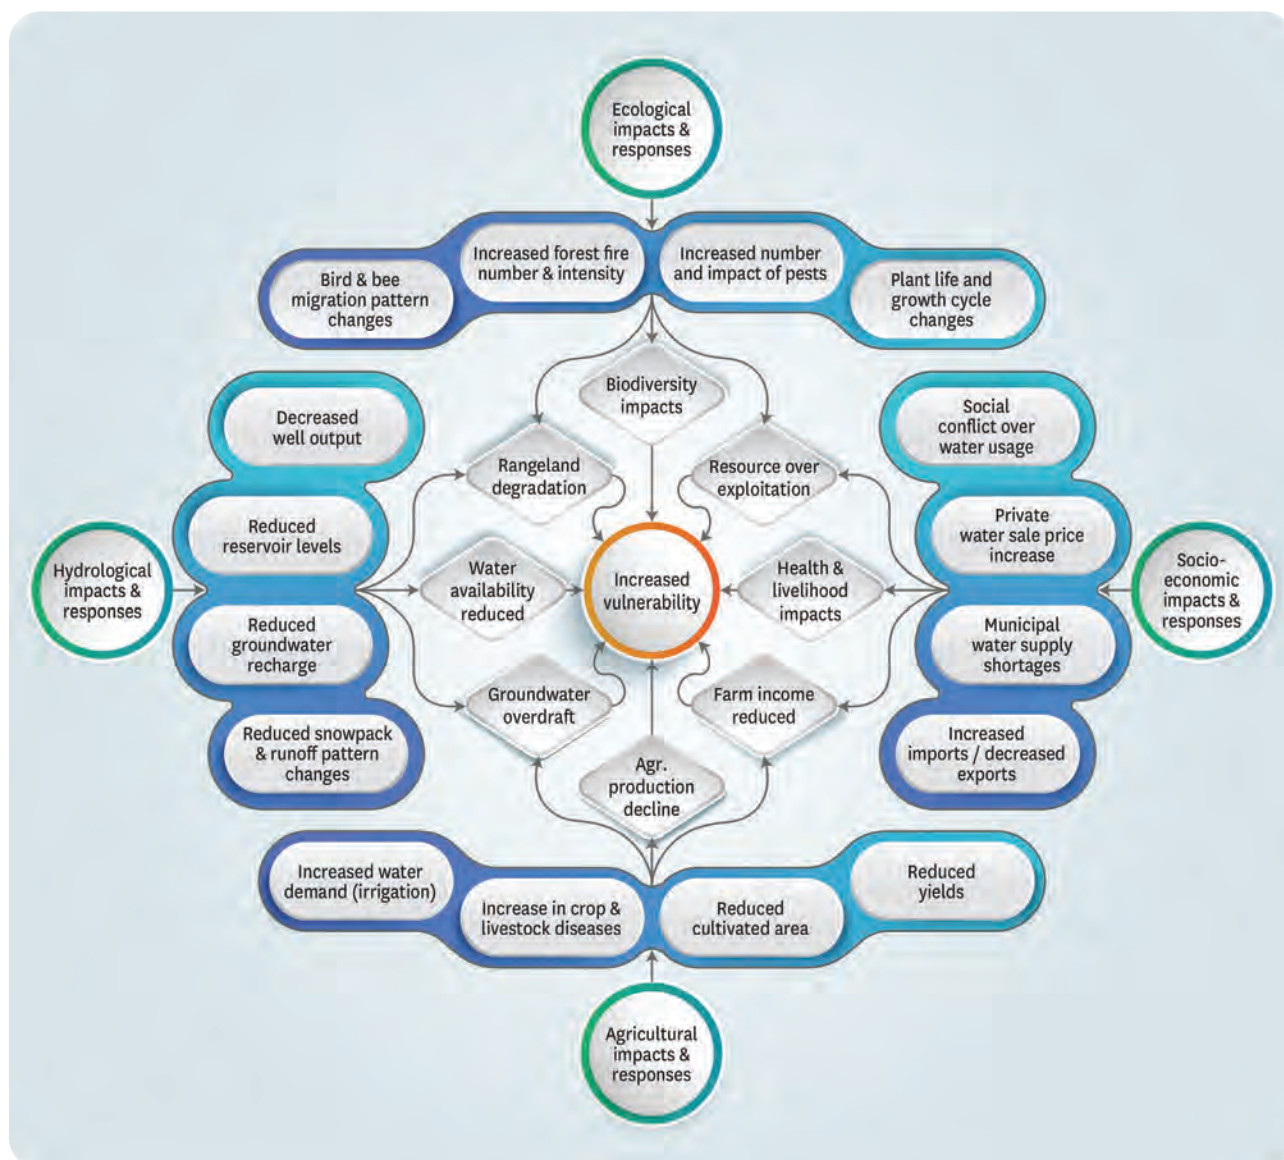 Ecological
impacts &
responses
Bird & bee
migration pattern
changes
Increased forest fire
number & intensity
Increased number
and impact of pests
Plant life and
growth cycle
changes
Biodiversity
impacts
Decreased
well output
Reduced
reservoir levels
Reduced
groundwater
recharge
Reduced snowpack
& runoff pattern
changes
Hydrological
impacts &
responses
Rangeland
degradation
Resource over
exploitation
Water
availability
reduced
Increased
vulnerability
Health &
livelihood
impacts
Groundwater
overdraft
Farm income
reduced
Agr.
production
decline
Social
conflict over
water usage
Private
water sale price
increase
Municipal
water supply
shortages
Increased
imports / decreased
exports
Socio-
economic
impacts &
responses
Increased water
demand (irrigation)
Increase in crop &
livestock diseases
Reduced
cultivated area
Reduced
yields
Agricultural
impacts &
responses